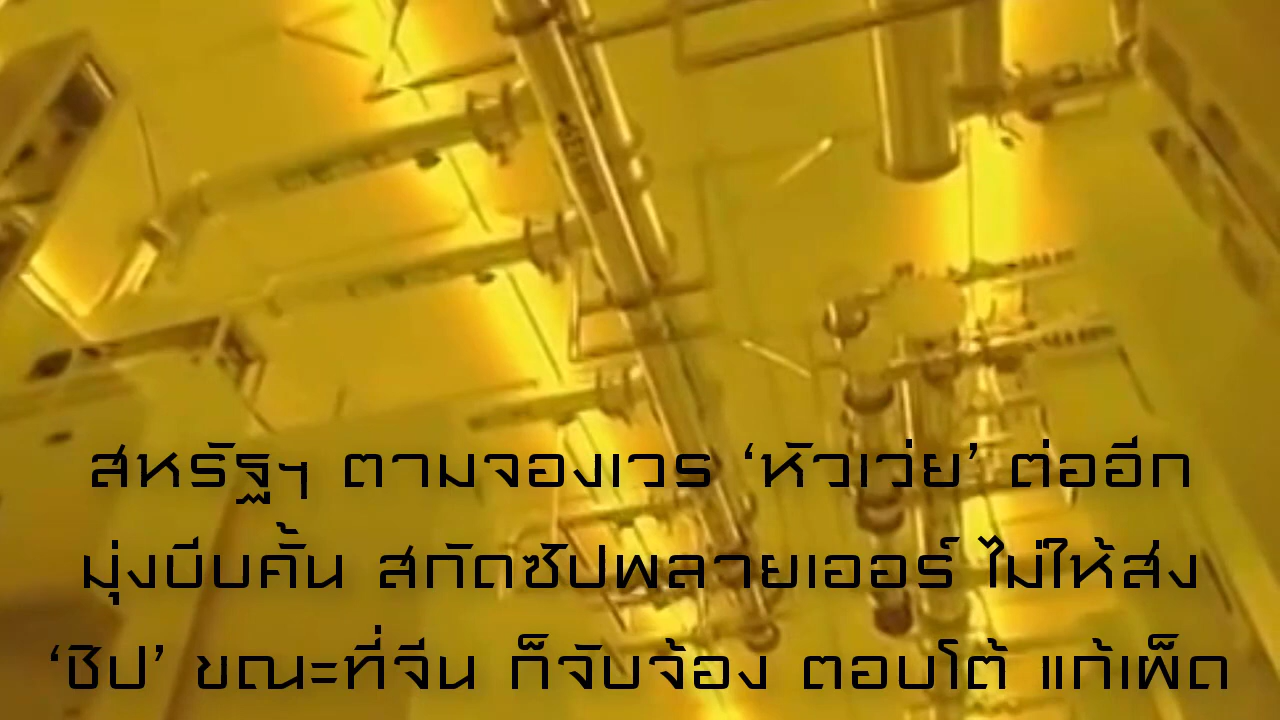 สหรัฐฯ ตามจองเวร ‘หัวเว่ย’ ต่ออีก
มุ่งบีบคั้น สกัดซัปพลายเออร์ ไม่ให้ส่ง
‘ชิป’ ขณะที่จีน ก็จับจ้อง ตอบโต้ แก้เผ็ด